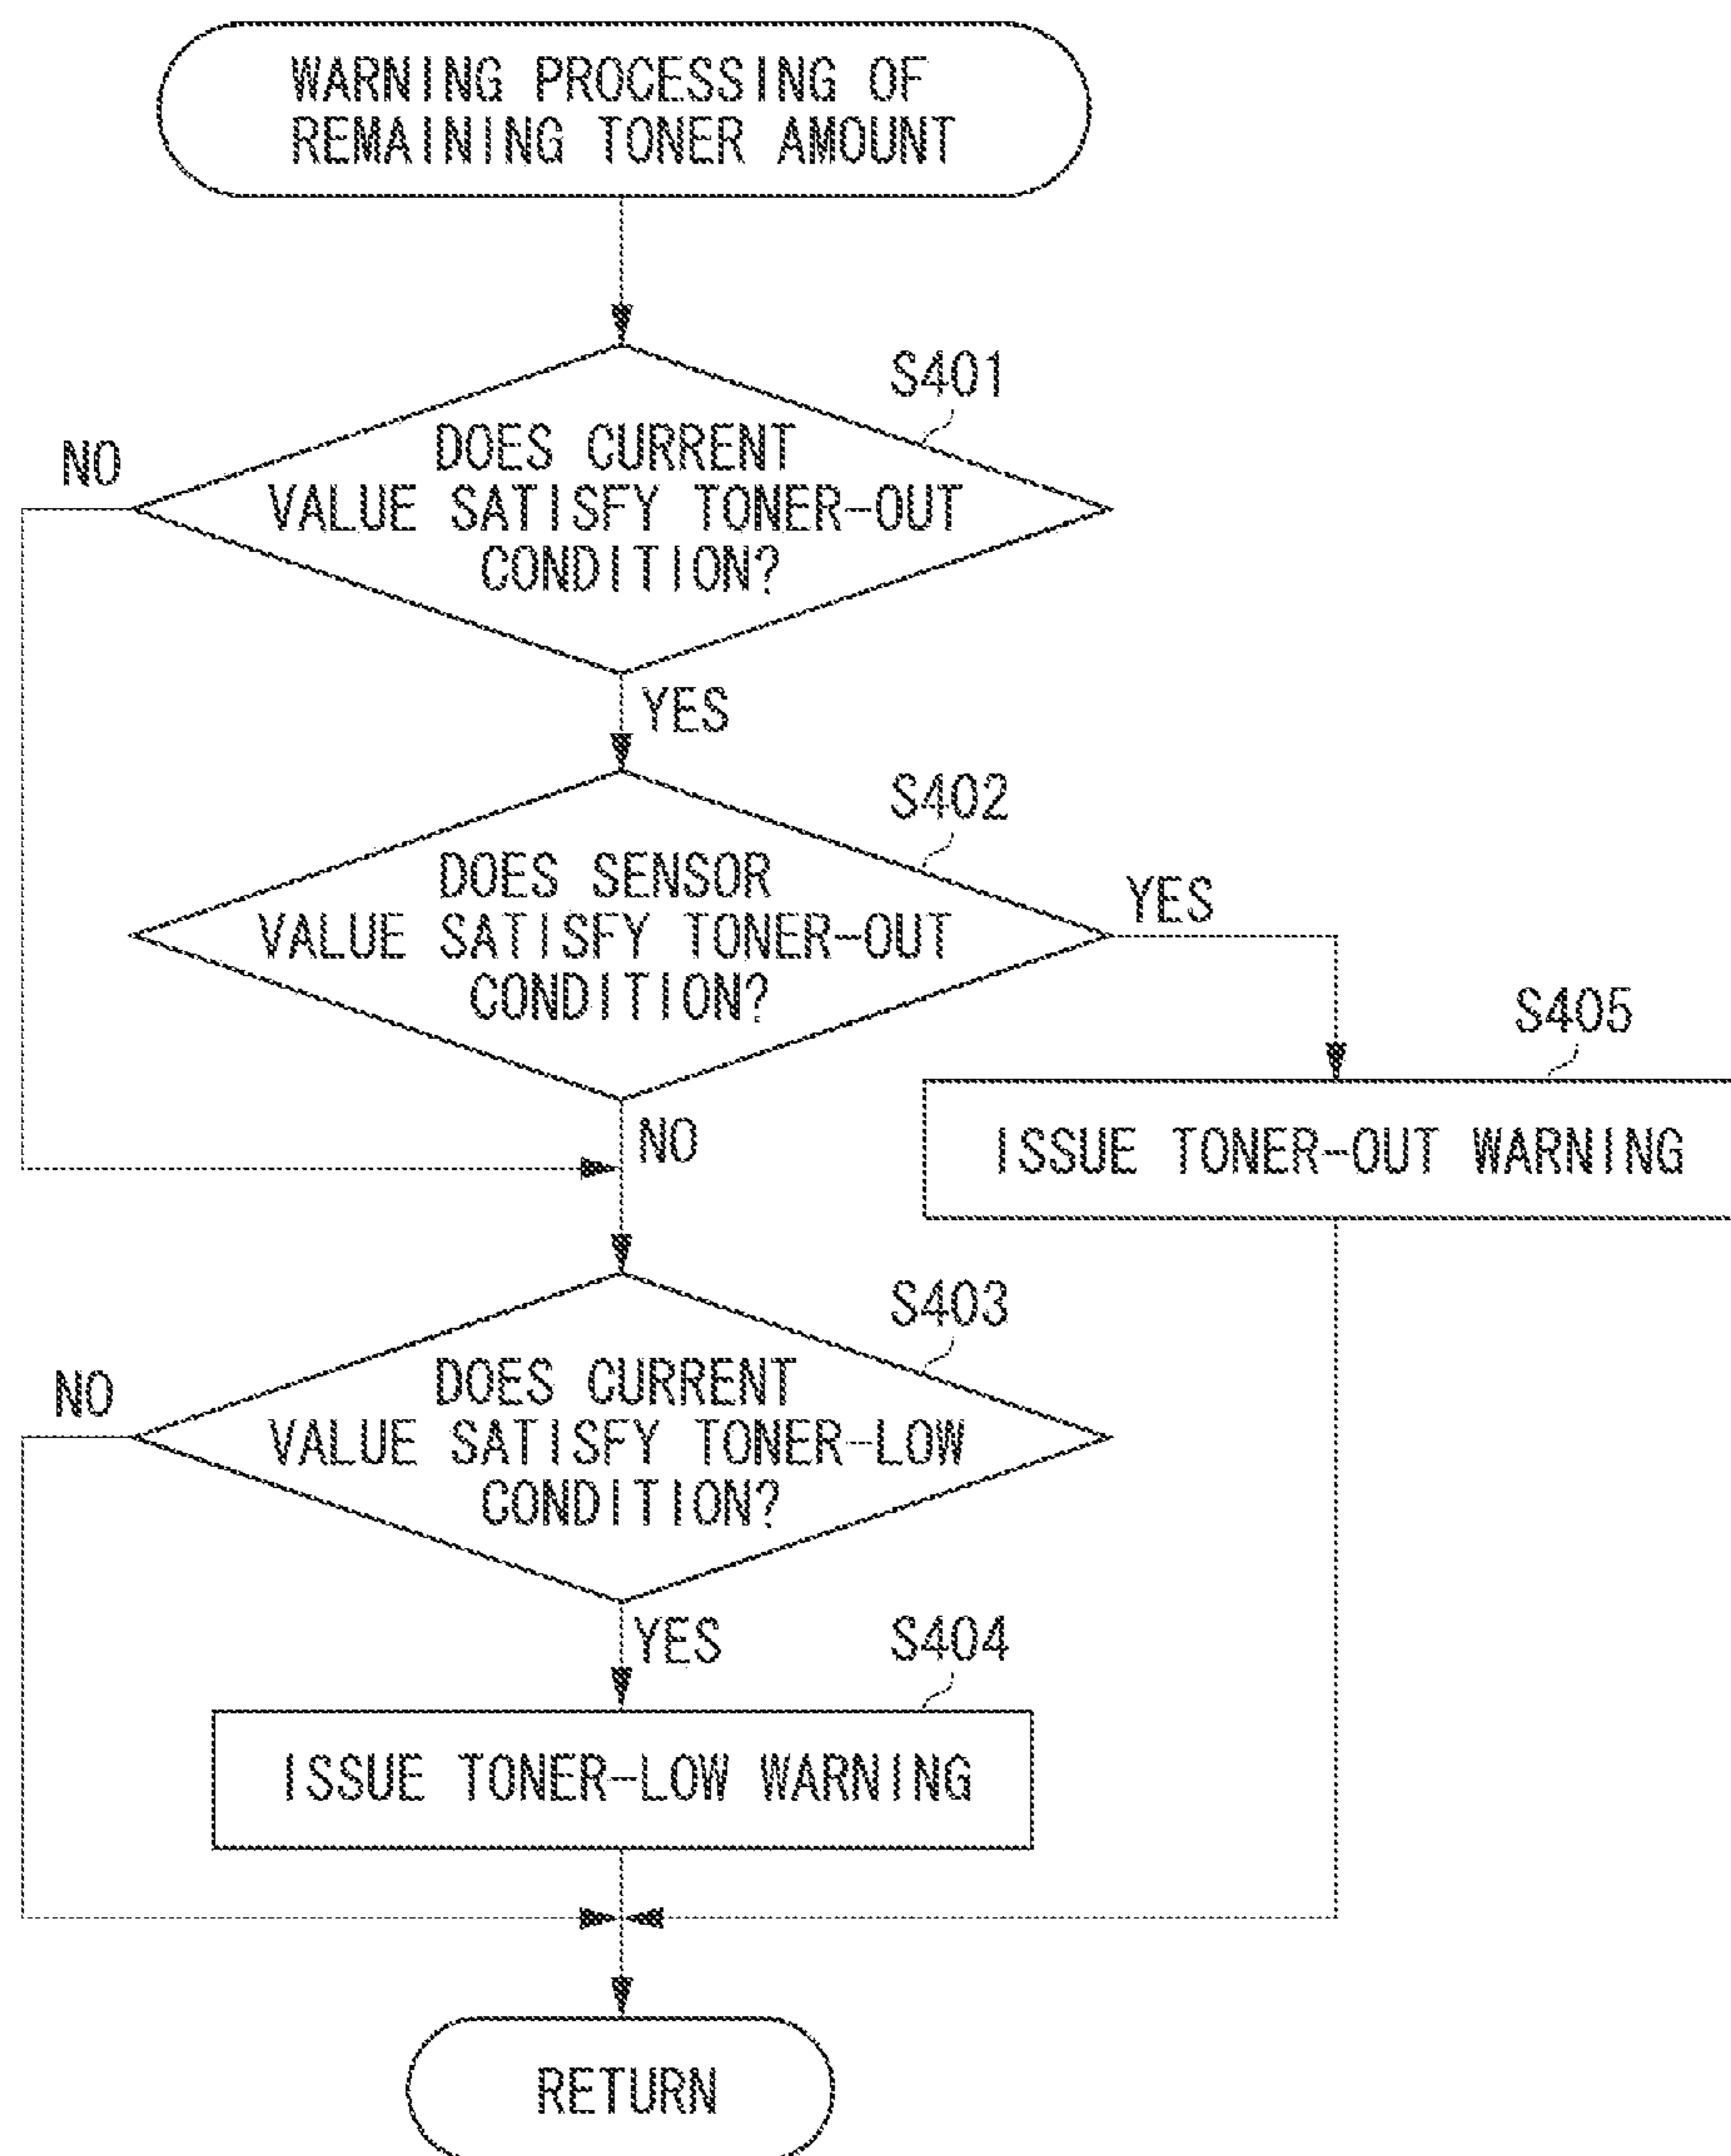 WARNING PROCESSING OF
REMAINING TONER AMOUNT
S401
NO
DOES CURRENT
VALUE SATISFY TONER-OUT
CONDITION?
YES
S402
DOES SENSOR
VALUE SATISFY TONER-OUT
CONDITION?
YES
S405
NO
ISSUE TONER-OUT WARNING
S403
NO
DOES CURRENT
VALUE SATISFY TONER-LOW
CONDITION?
YES
S404
ISSUE TONER-LOW WARNING
RETURN